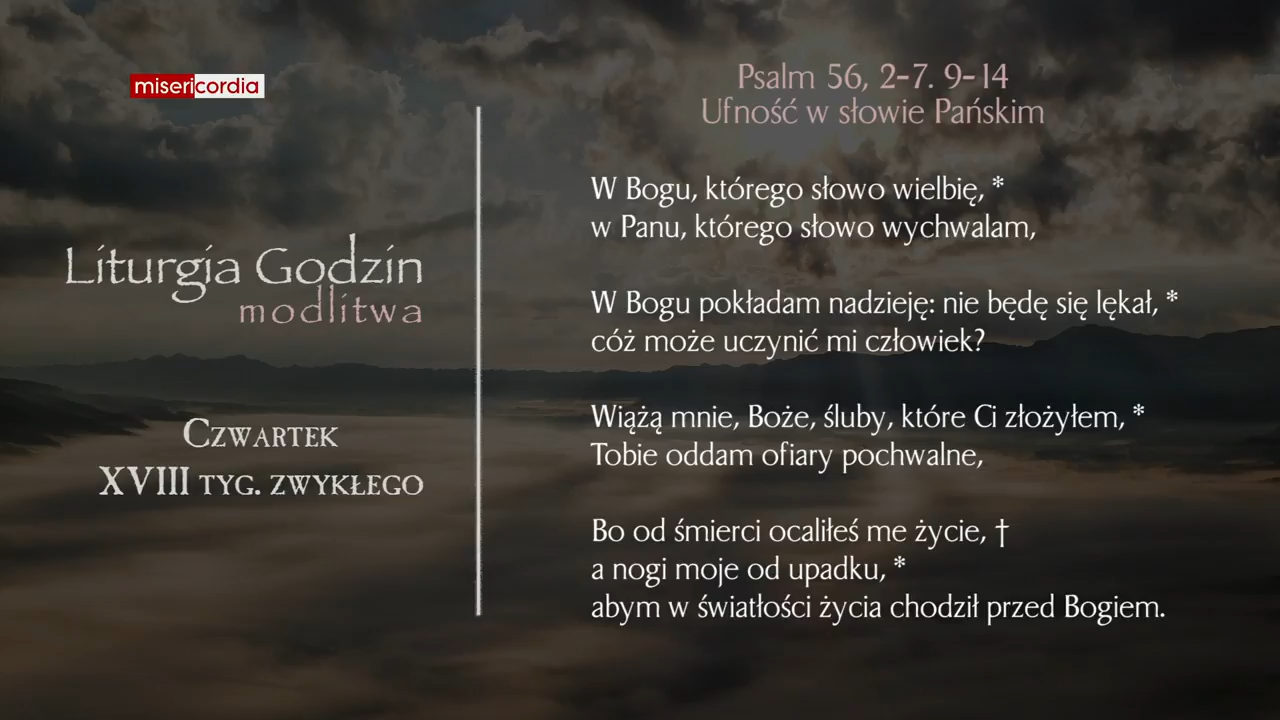 misericordia
Liturgia Godzin
modlitwa
Czwartek
XVIII tyg. zwykłego
Psalm 56, 2-7. 9-14
Ufność w słowie Pańskim
W Bogu, którego słowo wielbię, *
w Panu, którego słowo wychwalam,
W Bogu pokładam nadzieję: nie będę się lękał, *
cóż może uczynić mi człowiek?
Wiążą mnie, Boże, śluby, które Ci złożyłem, *
Tobie oddam ofiary pochwalne,
Bo od śmierci ocaliłeś me życie, †
a nogi moje od upadku, *
abym w światłości życia chodził przed Bogiem.